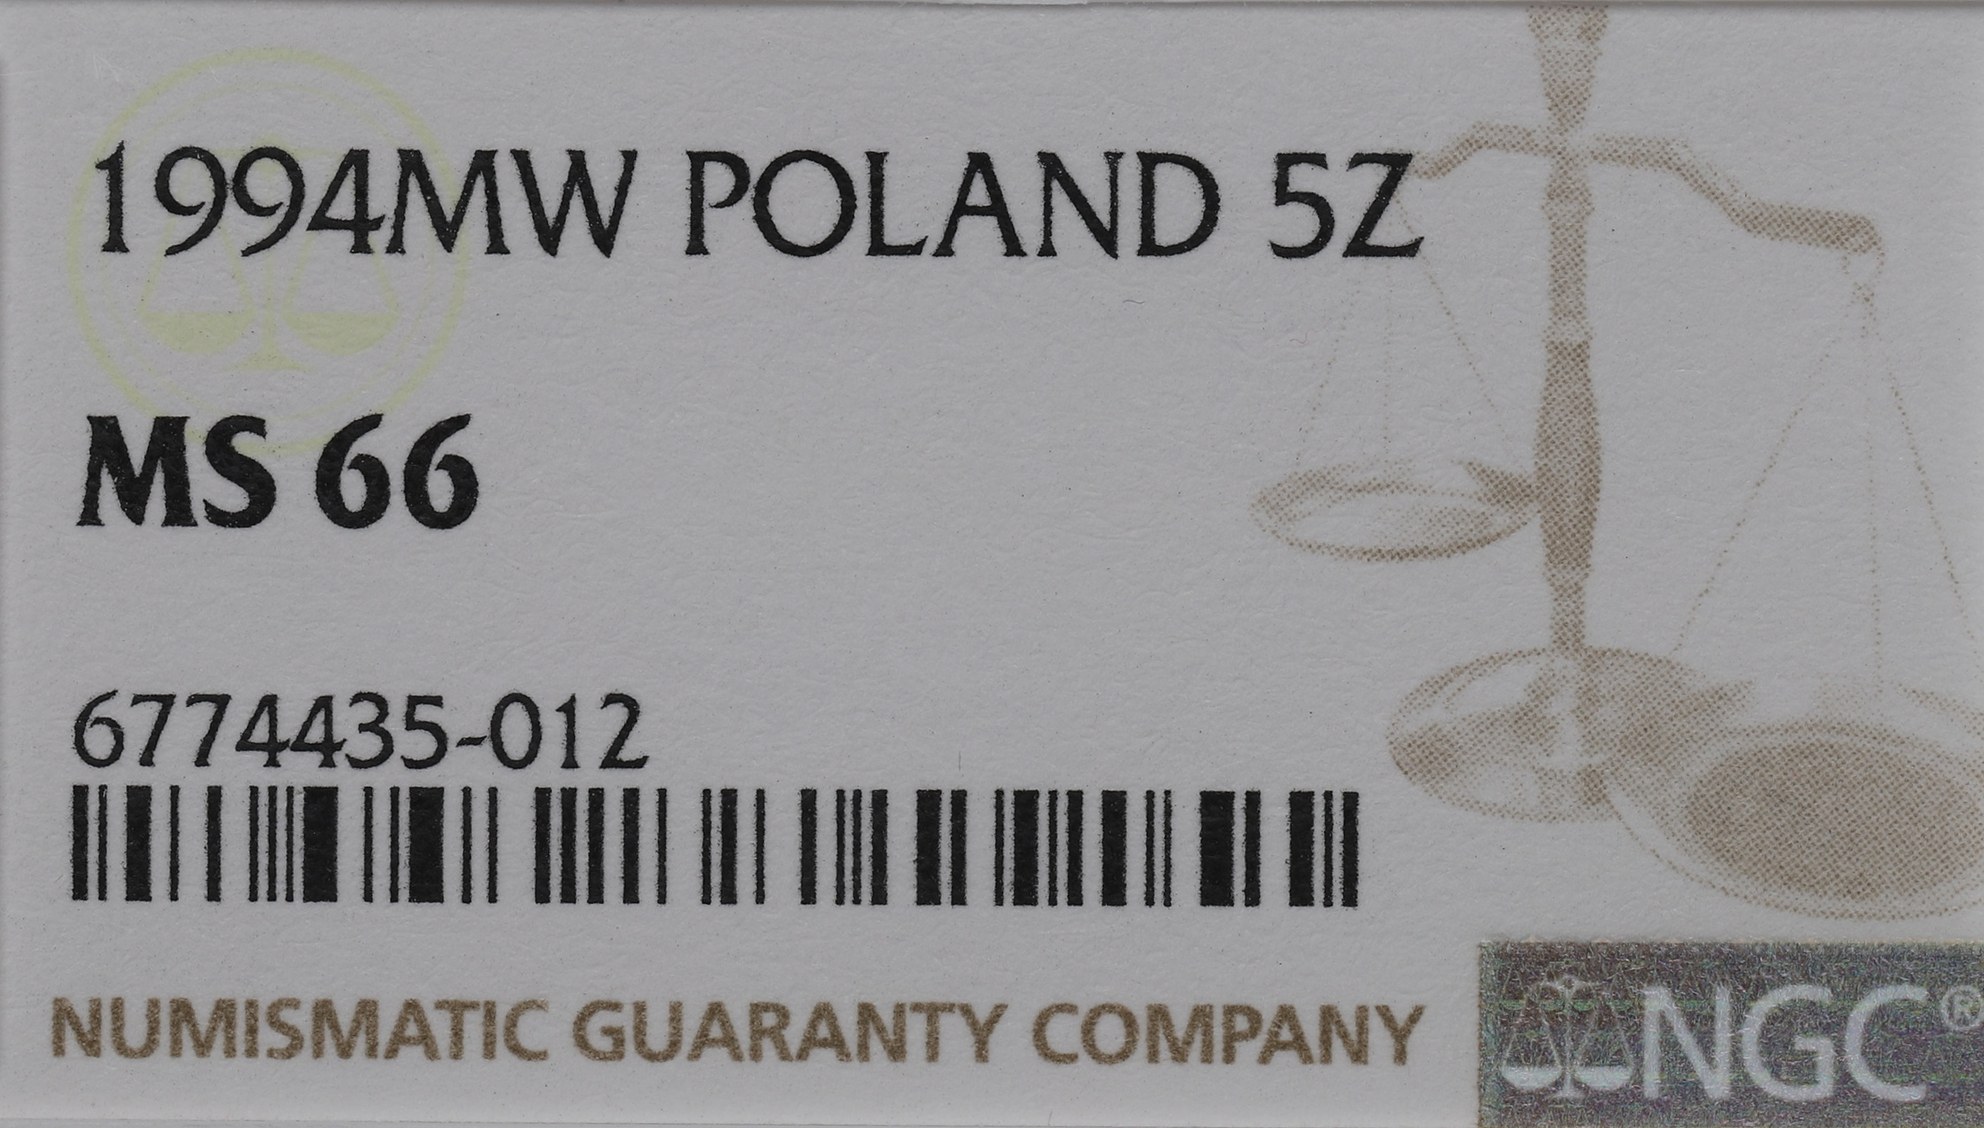 1994MW POLAND 5Z
MS 66
6774435-012
NUMISMATIC GUARANTY COMPANY
NGC®